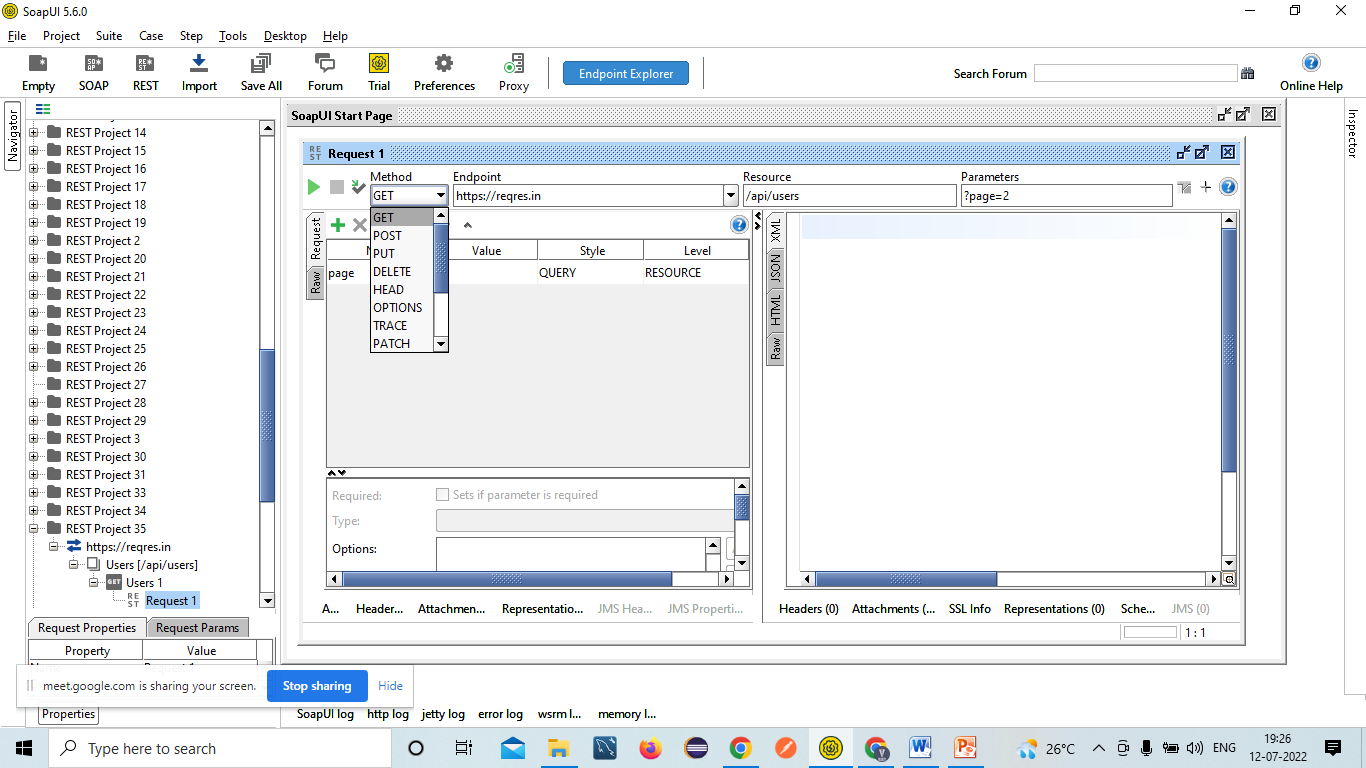 SoapUI 5.6.0
File Project Suite Case Step Tools Desktop Help
Empty SOAP REST Import Save All Forum Trial Preferences Proxy Endpoint Explorer Search Forum Online Help
Navigator
REST Project 14
REST Project 15
REST Project 16
REST Project 17
REST Project 18
REST Project 19
REST Project 2
REST Project 20
REST Project 21
REST Project 22
REST Project 23
REST Project 24
REST Project 25
REST Project 26
REST Project 27
REST Project 28
REST Project 29
REST Project 3
REST Project 30
REST Project 31
REST Project 33
REST Project 34
REST Project 35
https://reqres.in
Users [/api/users]
GET Users 1
REST Request 1
Request Properties Request Params
Property Value
Properties
SoapUI Start Page
REST Request 1
Method Endpoint Resource Parameters
GET https://reqres.in /api/users ?page=2
GET
POST
PUT
DELETE
HEAD
OPTIONS
TRACE
PATCH
Request
Raw
Value Style Level
page QUERY RESOURCE
Required: Sets if parameter is required
Type:
Options:
A... Header... Attachmen... Representatio... JMS Hea... JMS Properti...
XML
JSON
HTML
Raw
Headers (0) Attachments (... SSL Info Representations (0) Sche... JMS (0)
1 : 1
Inspector
meet.google.com is sharing your screen. Stop sharing Hide
SoapUI log http log jetty log error log wsrm l... memory l...
Type here to search
26°C ENG 19:26
12-07-2022